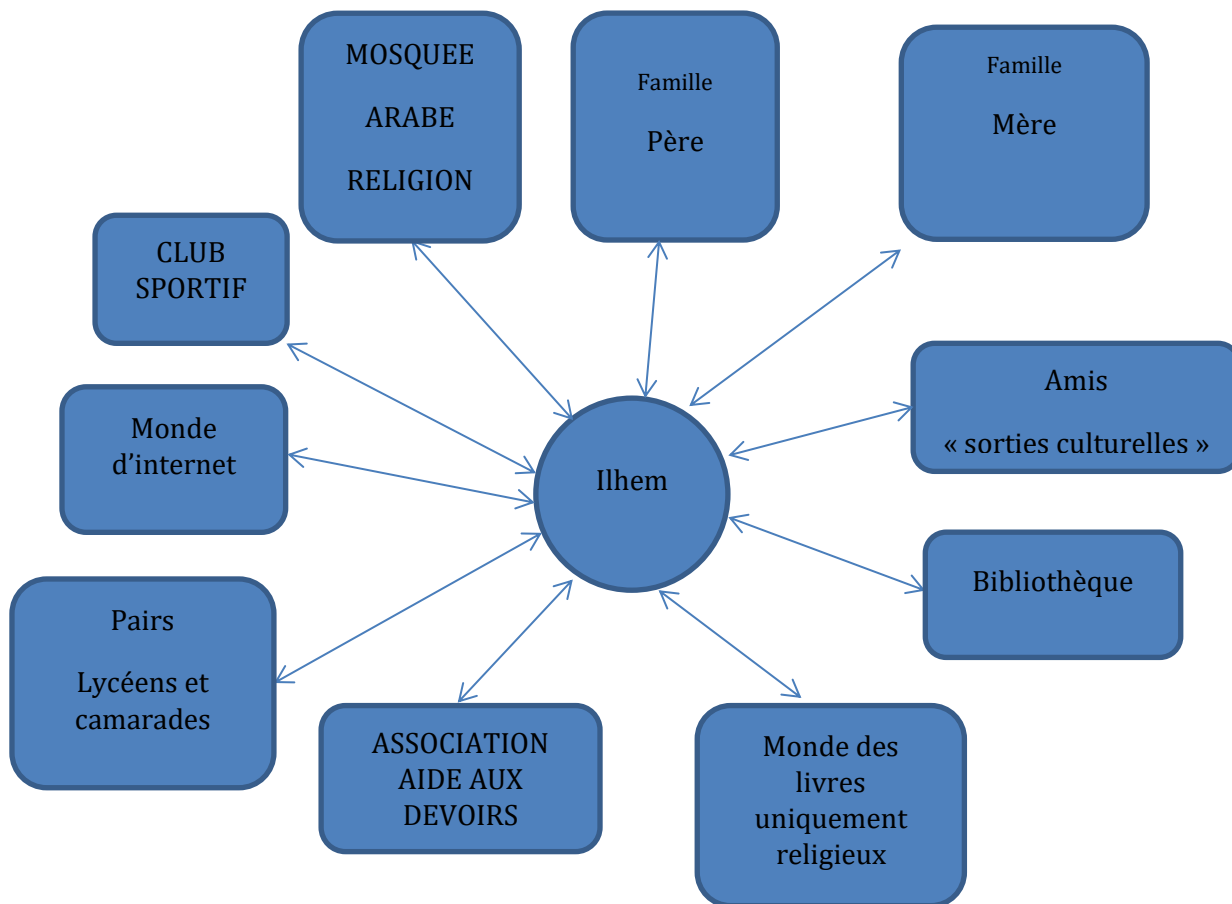 MOSQUEE
ARABE
RELIGION
Famille
Père
Famille
Mère
CLUB
SPORTIF
Amis
« sorties culturelles »
Monde
d’internet
Ilhem
Bibliothèque
Pairs
Lycéens et
camarades
ASSOCIATION
AIDE AUX
DEVOIRS
Monde des
livres
uniquement
religieux